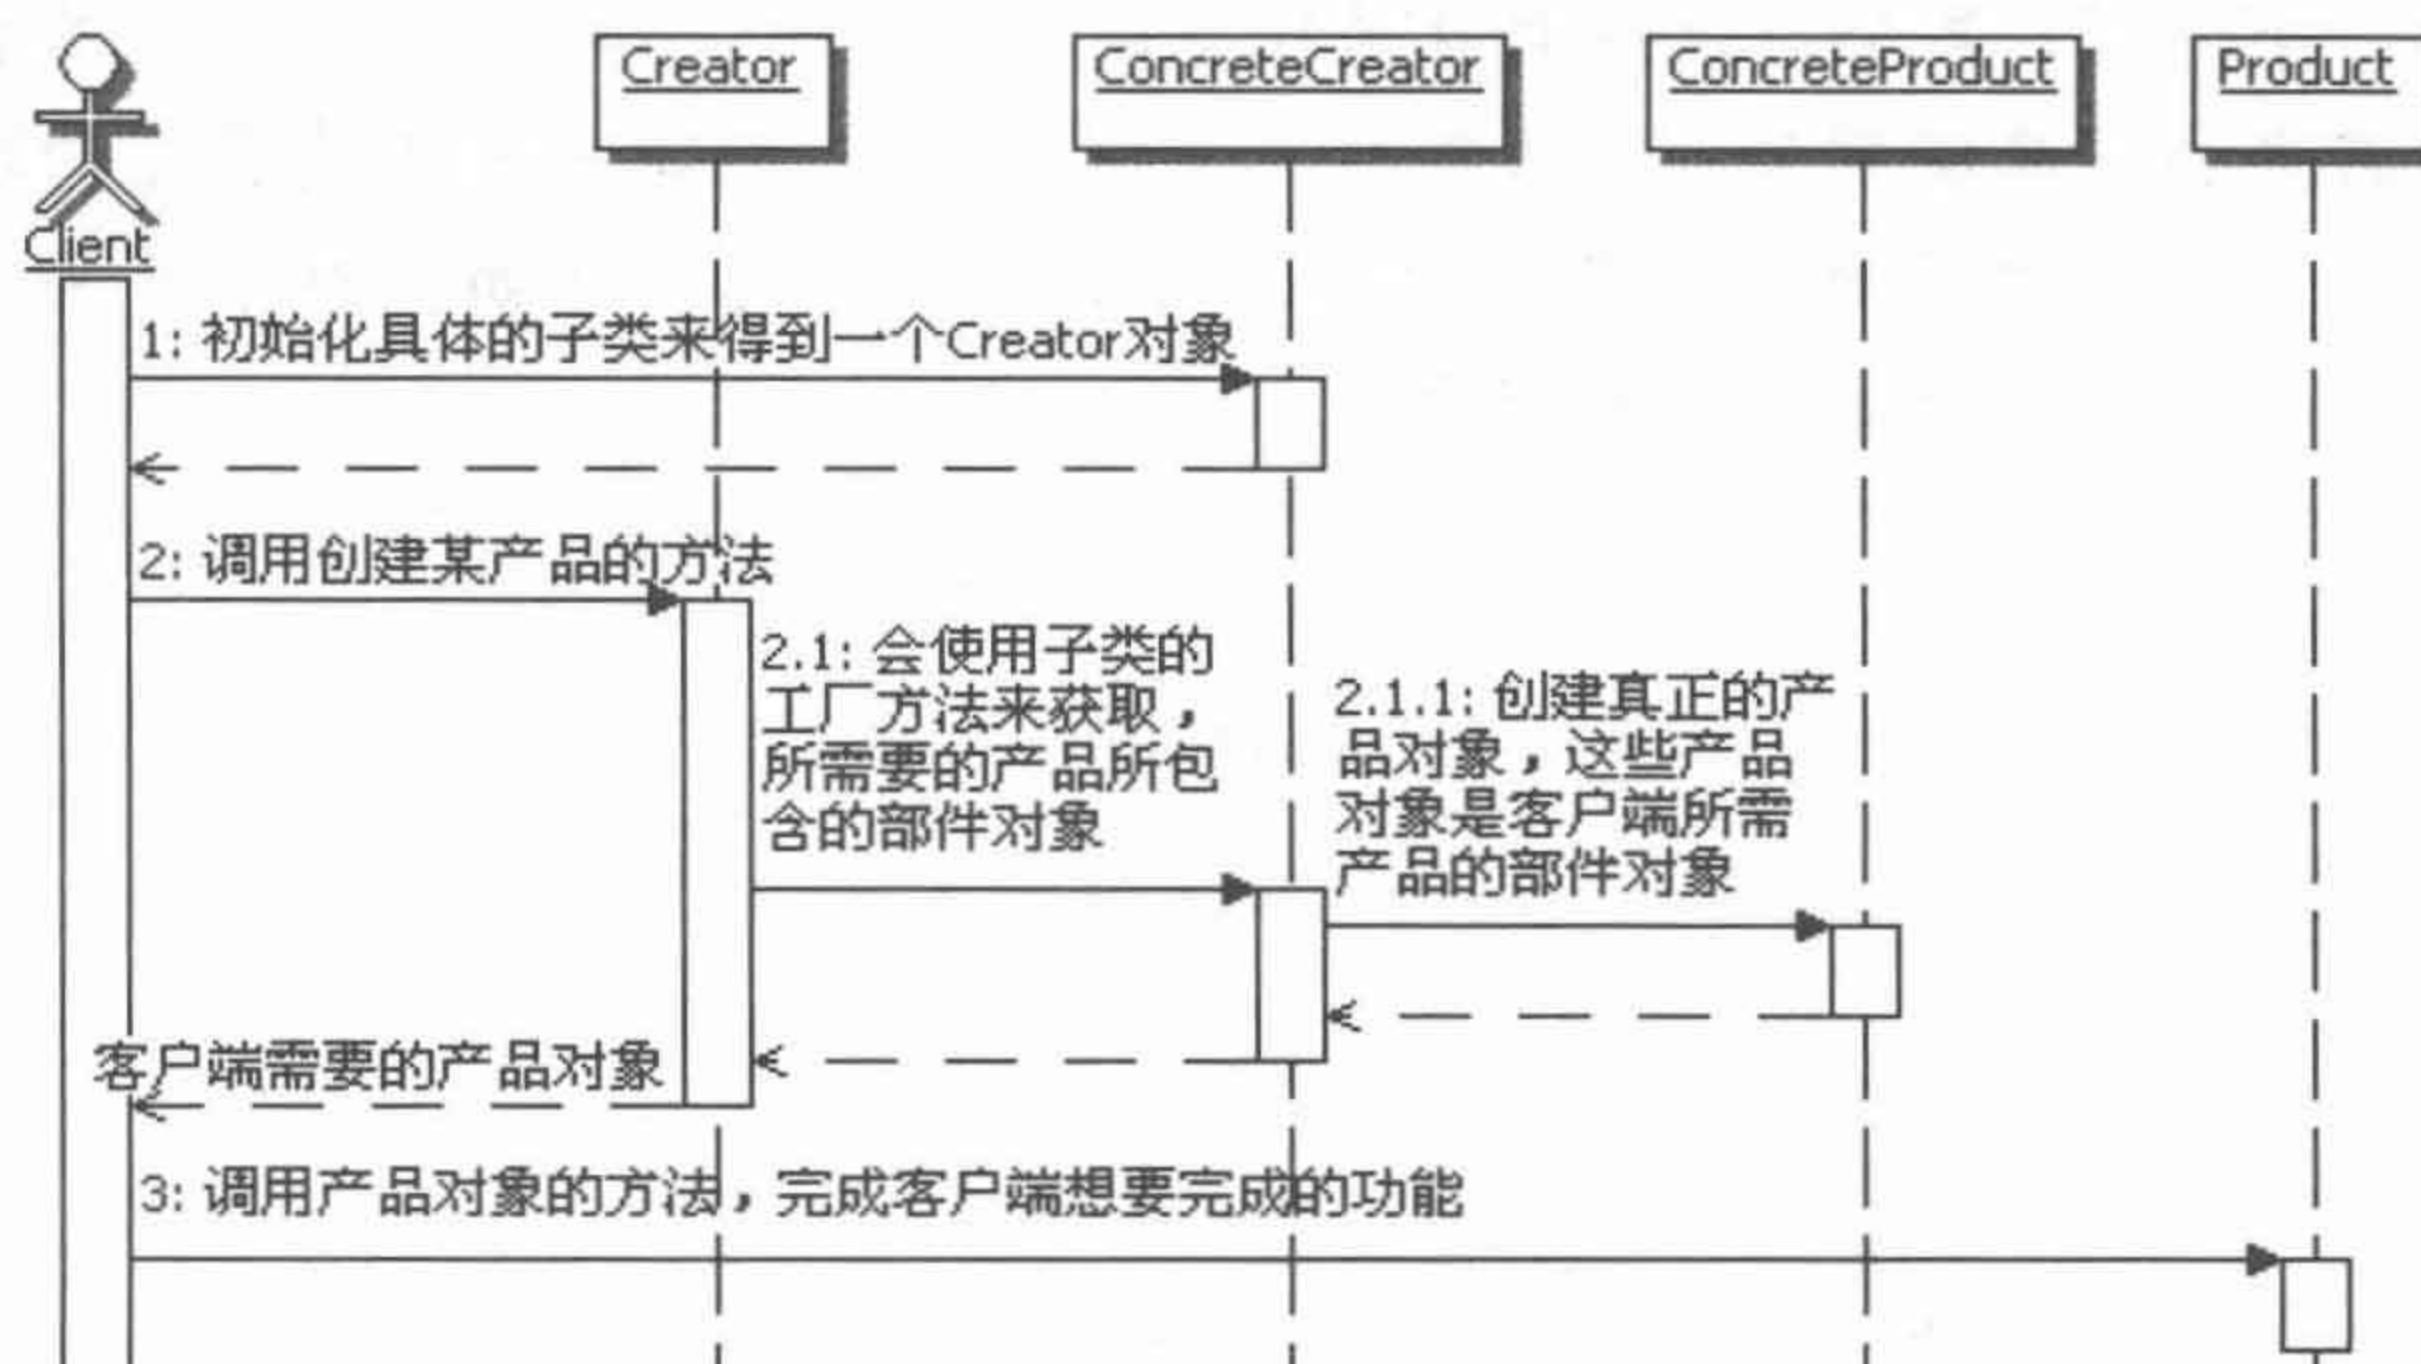 Creator
ConcreteCreator
ConcreteProduct
Product
Client
1: 初始化具体的子类来得到一个Creator对象
2: 调用创建某产品的方法
2.1: 会使用子类的
工厂方法来获取，
所需要的产品所包
含的部件对象
2.1.1: 创建真正的产
品对象，这些产品
对象是客户端所需
产品的部件对象
客户端需要的产品对象
3: 调用产品对象的方法，完成客户端想要完成的功能